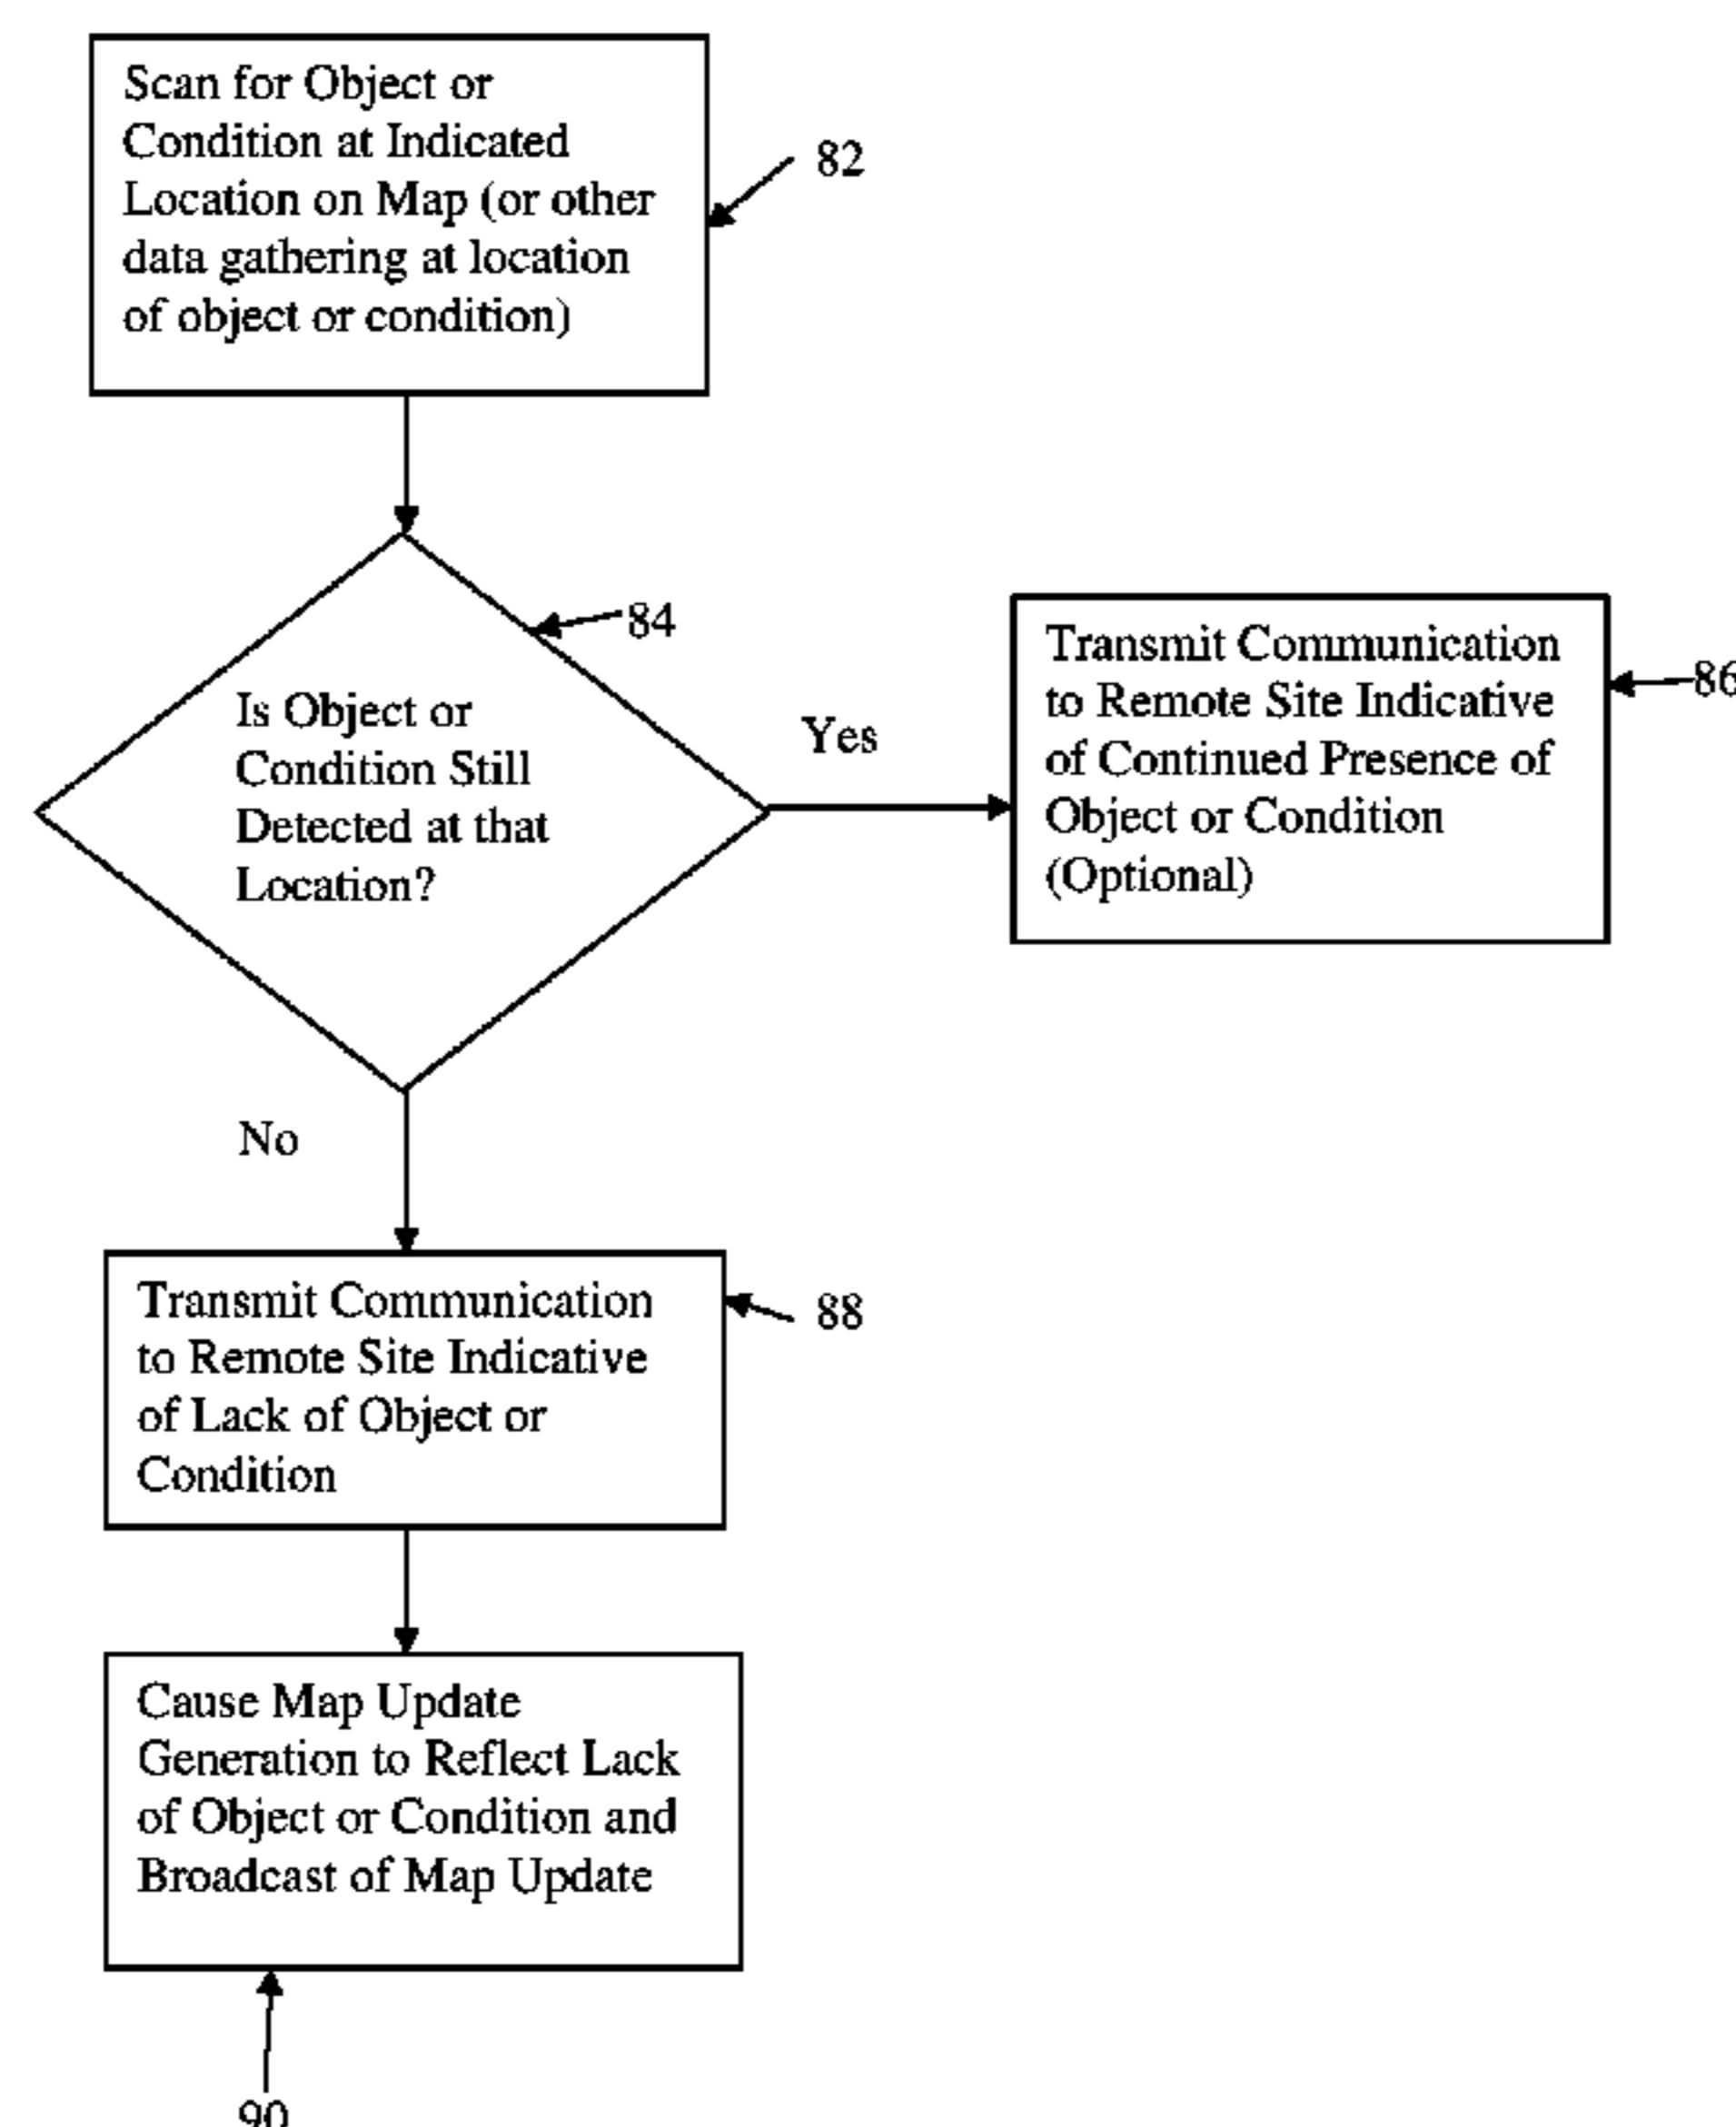 Scan for Object or
Condition at Indicated
Location on Map (or other
data gathering at location
of object or condition)
82
84
Is Object or
Condition Still
Detected at that
Location?
Yes
Transmit Communication
to Remote Site Indicative
of Continued Presence of
Object or Condition
(Optional)
86
No
Transmit Communication
to Remote Site Indicative
of Lack of Object or
Condition
88
Cause Map Update
Generation to Reflect Lack
of Object or Condition and
Broadcast of Map Update
90